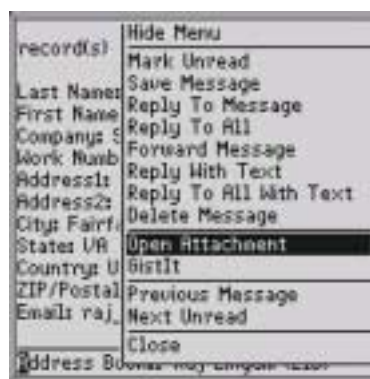 record(s)
Last Name:
First Name
Company: S
Work Numb
Address1:
Address2:
City: Fairf
State: VA
Country: U
ZIP/Postal
Email: raj_
Hide Menu
Mark Unread
Save Message
Reply To Message
Reply To All
Forward Message
Reply With Text
Reply To All With Text
Delete Message
Open Attachment
GistIt
Previous Message
Next Unread
Close
Address Bo